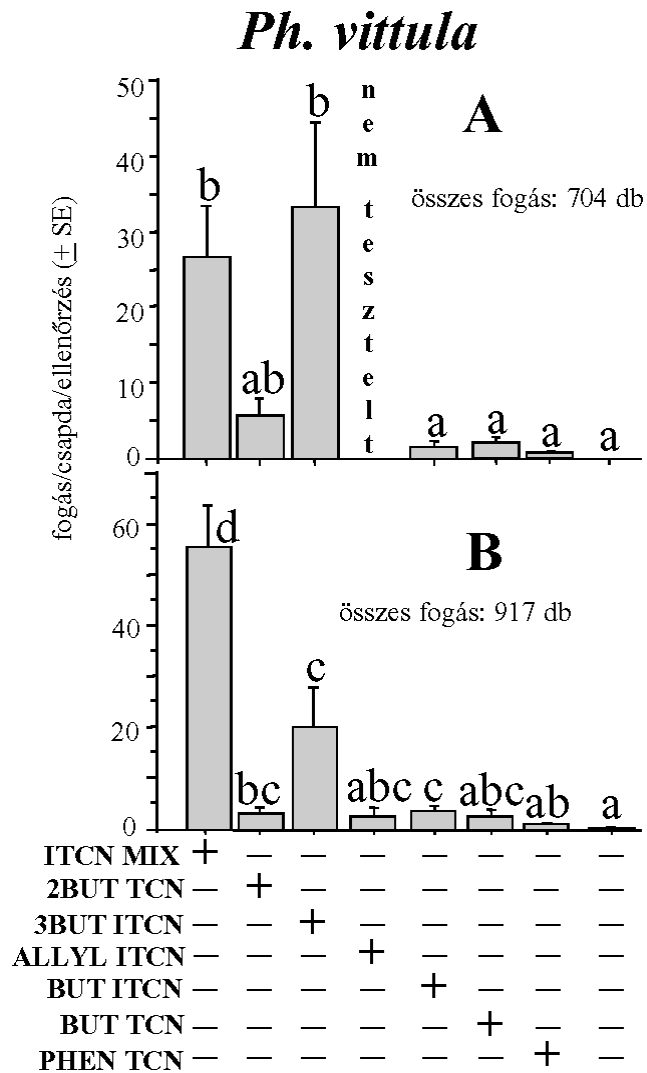 Ph. vittula
fogás/csapda/ellenőrzés (± SE)
50
40
30
20
10
0
b
ab
b
nem tesztelt
a
a
a
a
A
összes fogás: 704 db
60
40
20
0
d
bc
c
abc
c
abc
ab
a
B
összes fogás: 917 db
ITCN MIX + – – – – – – –
2BUT TCN – + – – – – – –
3BUT ITCN – – + – – – – –
ALLYL ITCN – – – + – – – –
BUT ITCN – – – – + – – –
BUT TCN – – – – – + – –
PHEN TCN – – – – – – + –